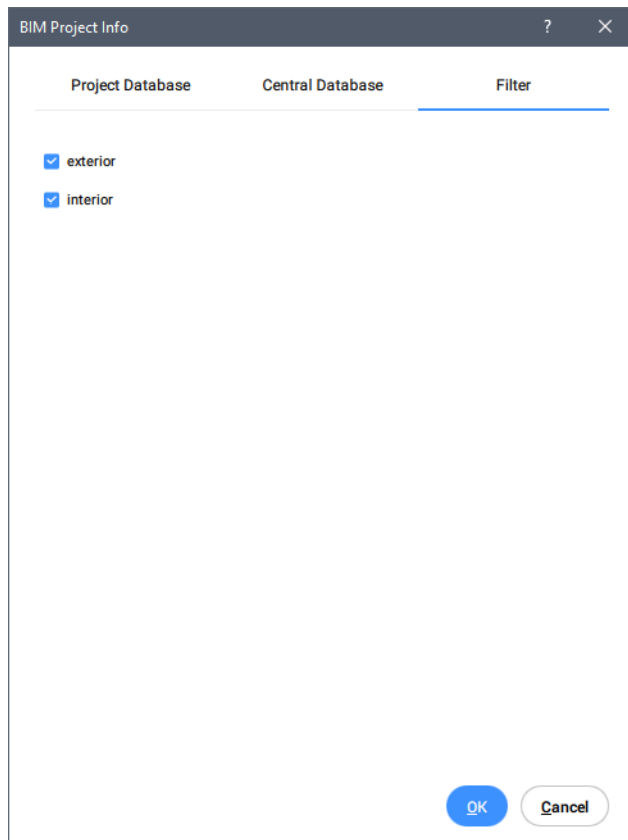 BIM Project Info ?
Project Database Central Database Filter
exterior
interior
OK Cancel